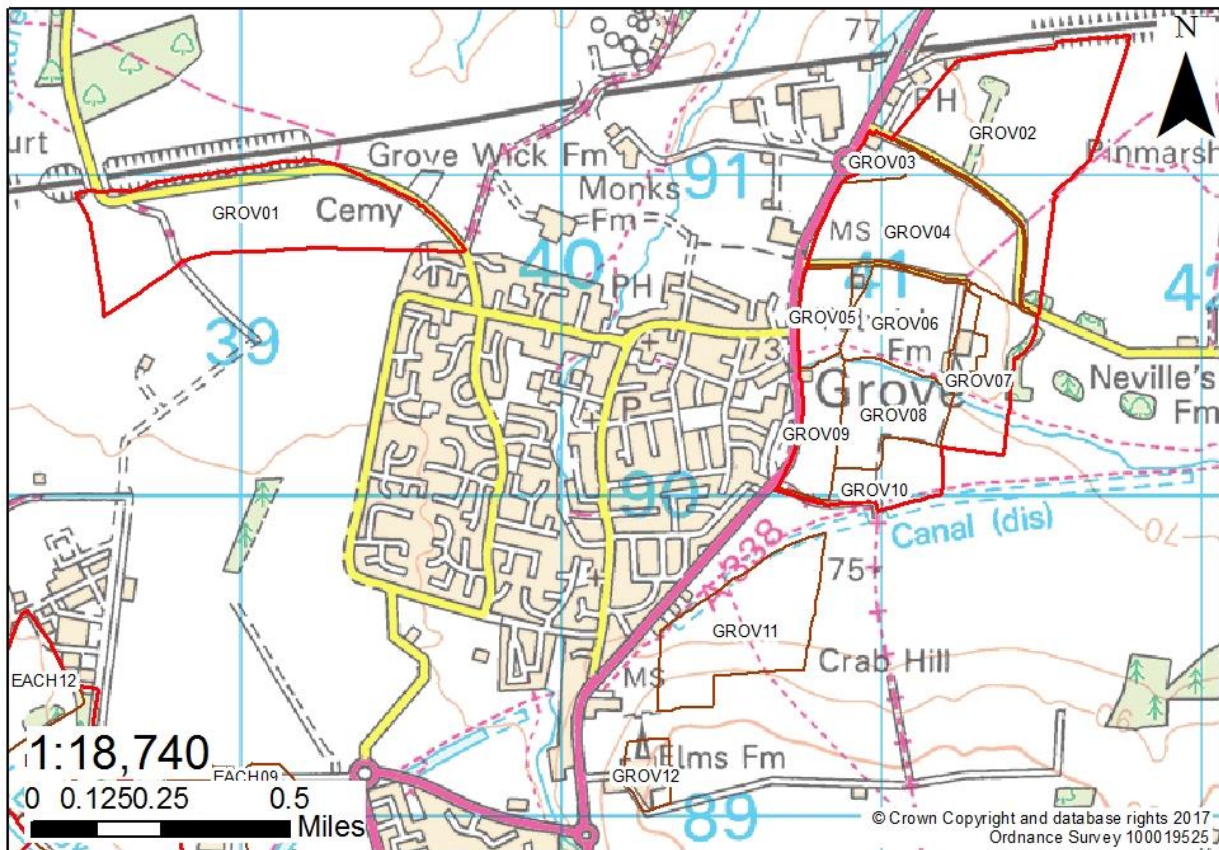 77
N
PH
GROV02
urt
Grove Wick Fm
GROV03
Pinmarsh
Monks
Fm
91
GROV01
Cemy
MS
GROV04
40
41
42
PH
39
GROV05
GROV06
Fm
73
Grove
GROV07
Neville's
Fm
P
GROV08
GROV09
90
GROV10
Canal (dis)
70
A338
75
GROV11
Crab Hill
EACH12
MS
90
1:18,740
Elms Fm
EACH09
GROV12
0 0.125 0.25 0.5
Miles
89
© Crown Copyright and database rights 2017
Ordnance Survey 100019525